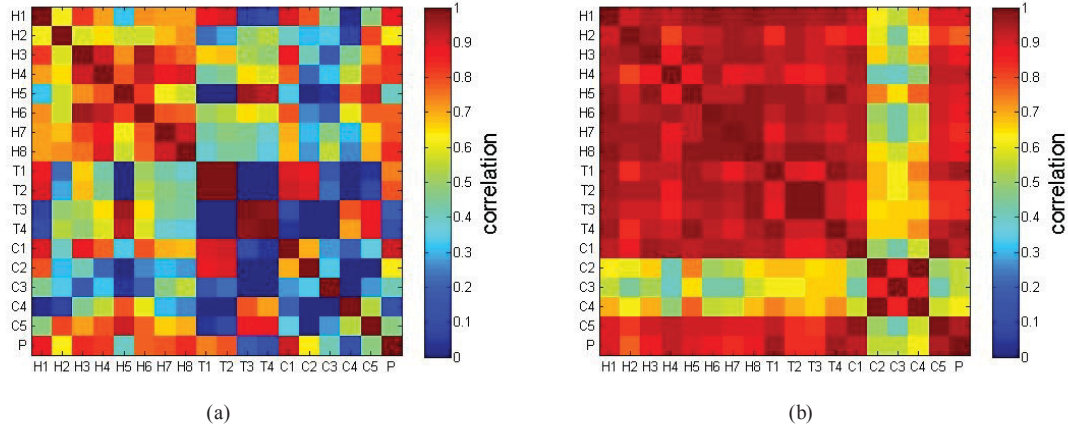 H1
H2
H3
H4
H5
H6
H7
H8
T1
T2
T3
T4
C1
C2
C3
C4
C5
P
H1 H2 H3 H4 H5 H6 H7 H8 T1 T2 T3 T4 C1 C2 C3 C4 C5 P
1
0.9
0.8
0.7
0.6
0.5
0.4
0.3
0.2
0.1
0
correlation
(a)
H1
H2
H3
H4
H5
H6
H7
H8
T1
T2
T3
T4
C1
C2
C3
C4
C5
P
H1 H2 H3 H4 H5 H6 H7 H8 T1 T2 T3 T4 C1 C2 C3 C4 C5 P
1
0.9
0.8
0.7
0.6
0.5
0.4
0.3
0.2
0.1
0
correlation
(b)